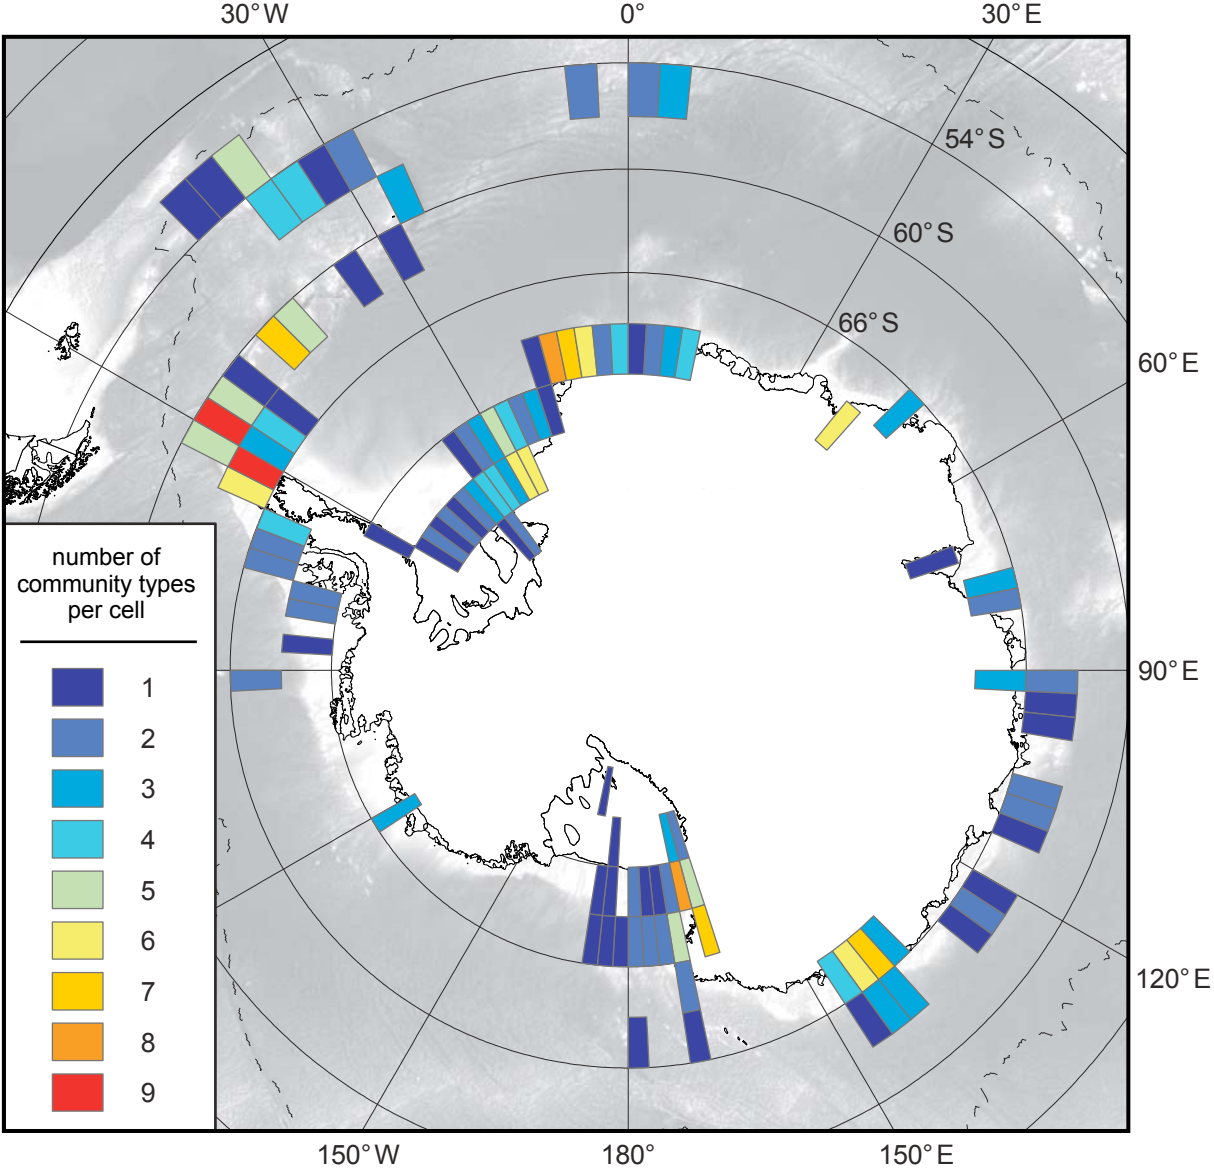 30° W
0°
30° E
54° S
60° S
66° S
60° E
90° E
120° E
number of
community types
per cell
1
2
3
4
5
6
7
8
9
150° W
180°
150° E